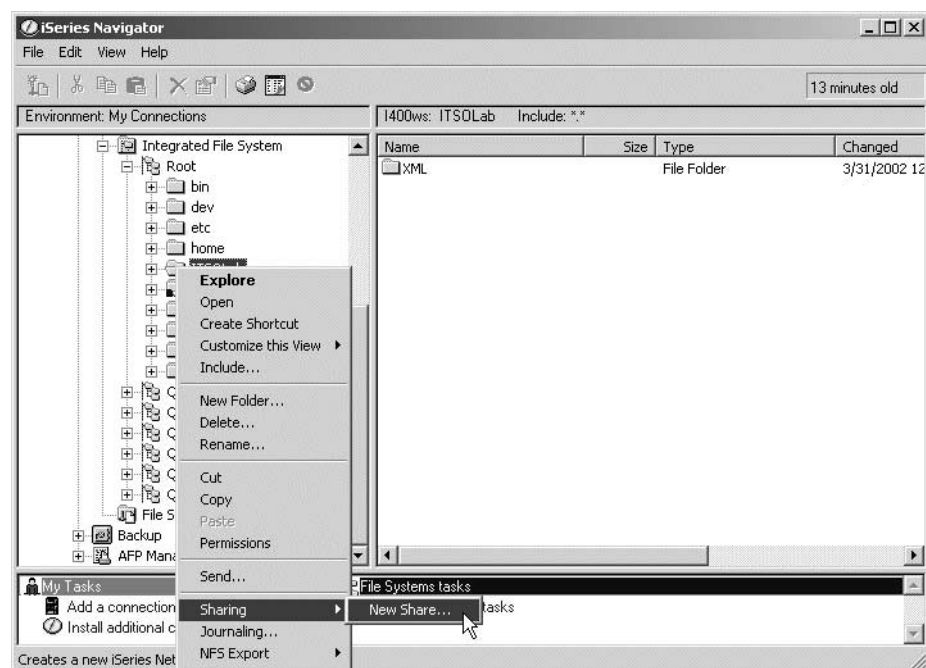 iSeries Navigator
File Edit View Help
13 minutes old
Environment: My Connections
I400ws: ITSOLab Include: *.*
Integrated File System
Root
bin
dev
etc
home
Name Size Type Changed
XML File Folder 3/31/2002 12
Explore
Open
Create Shortcut
Customize this View
Include...
New Folder...
Delete...
Rename...
Cut
Copy
Paste
Permissions
Send...
Sharing
Journaling...
NFS Export
New Share...
File S
Backup
AFP Mana
My Tasks
Add a connection
Install additional c
File Systems tasks
tasks
Creates a new iSeries Net